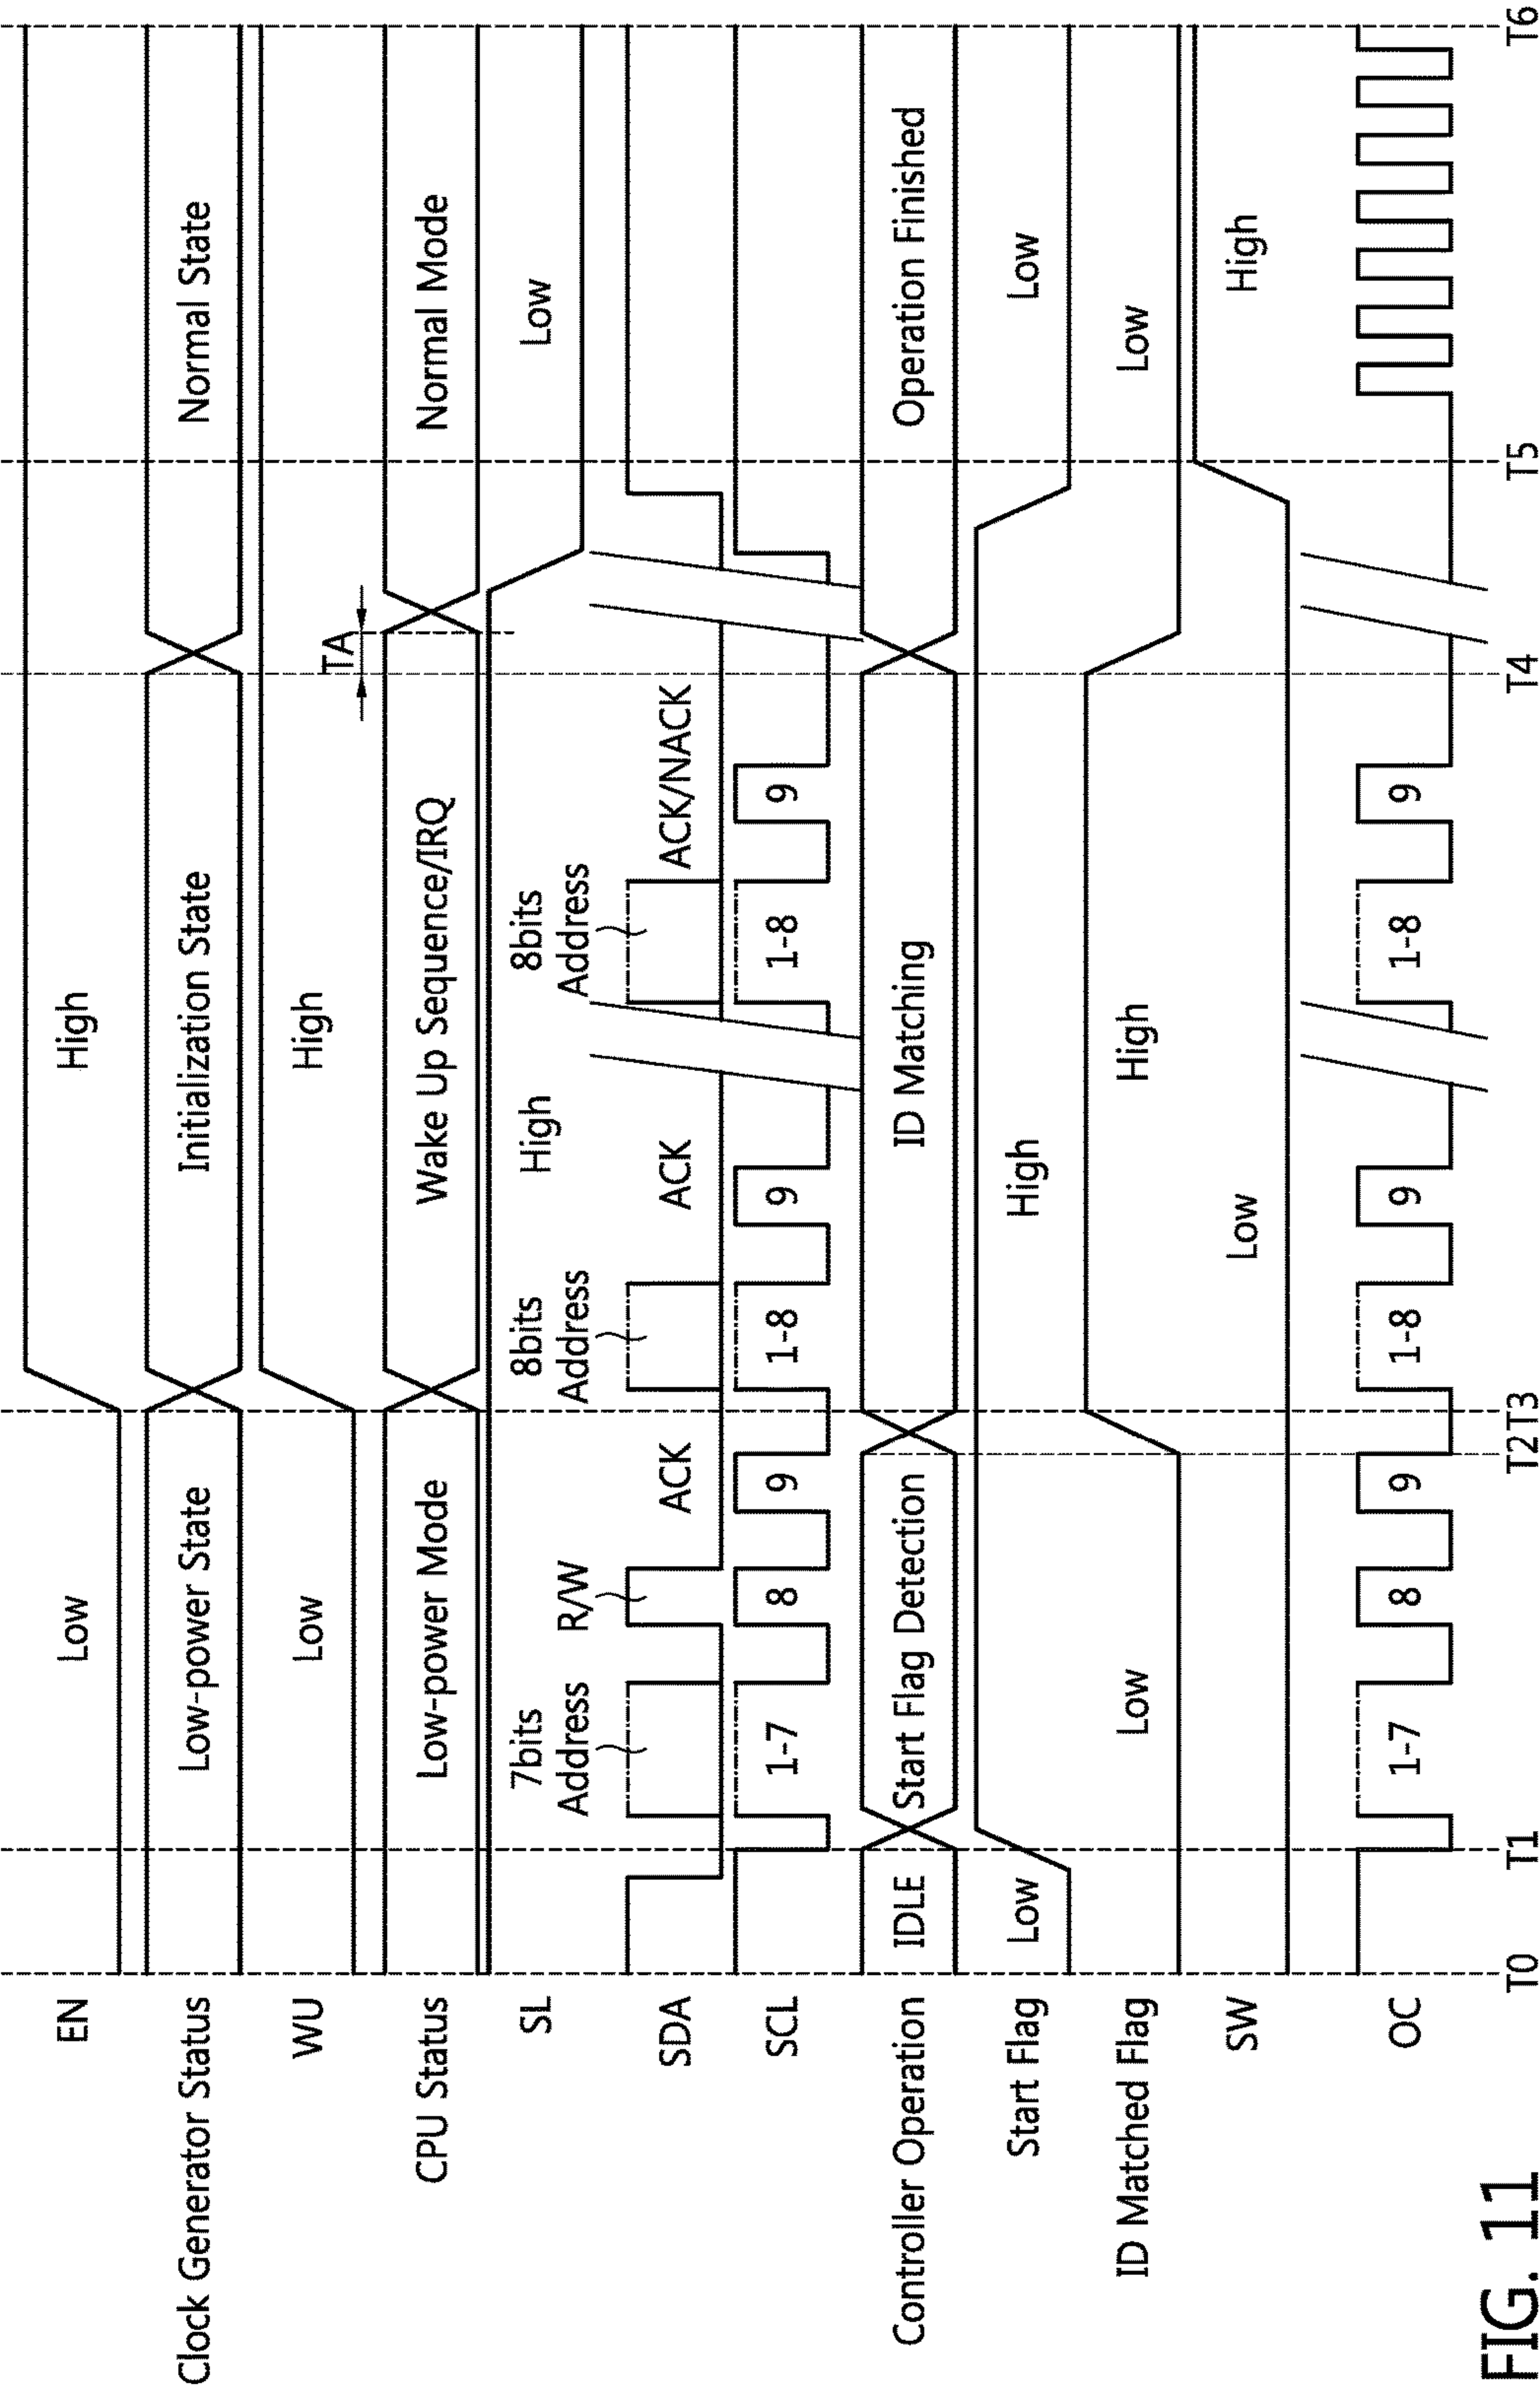 EN
Low
High
Clock Generator Status
Low-power State
Initialization State
Normal State
WU
Low
High
TA
CPU Status
Low-power Mode
Wake Up Sequence/IRQ
Normal Mode
SL
High
Low
7bits
Address
R/W
8bits
Address
8bits
Address
SDA
ACK
ACK
ACK/NACK
SCL
1-7
8
9
1-8
9
1-8
9
Controller Operation
IDLE
Start Flag Detection
ID Matching
Operation Finished
Start Flag
Low
High
Low
ID Matched Flag
Low
High
Low
SW
Low
High
OC
1-7
8
9
1-8
9
1-8
9
T0
T1
T2
T3
T4
T5
T6
FIG. 11